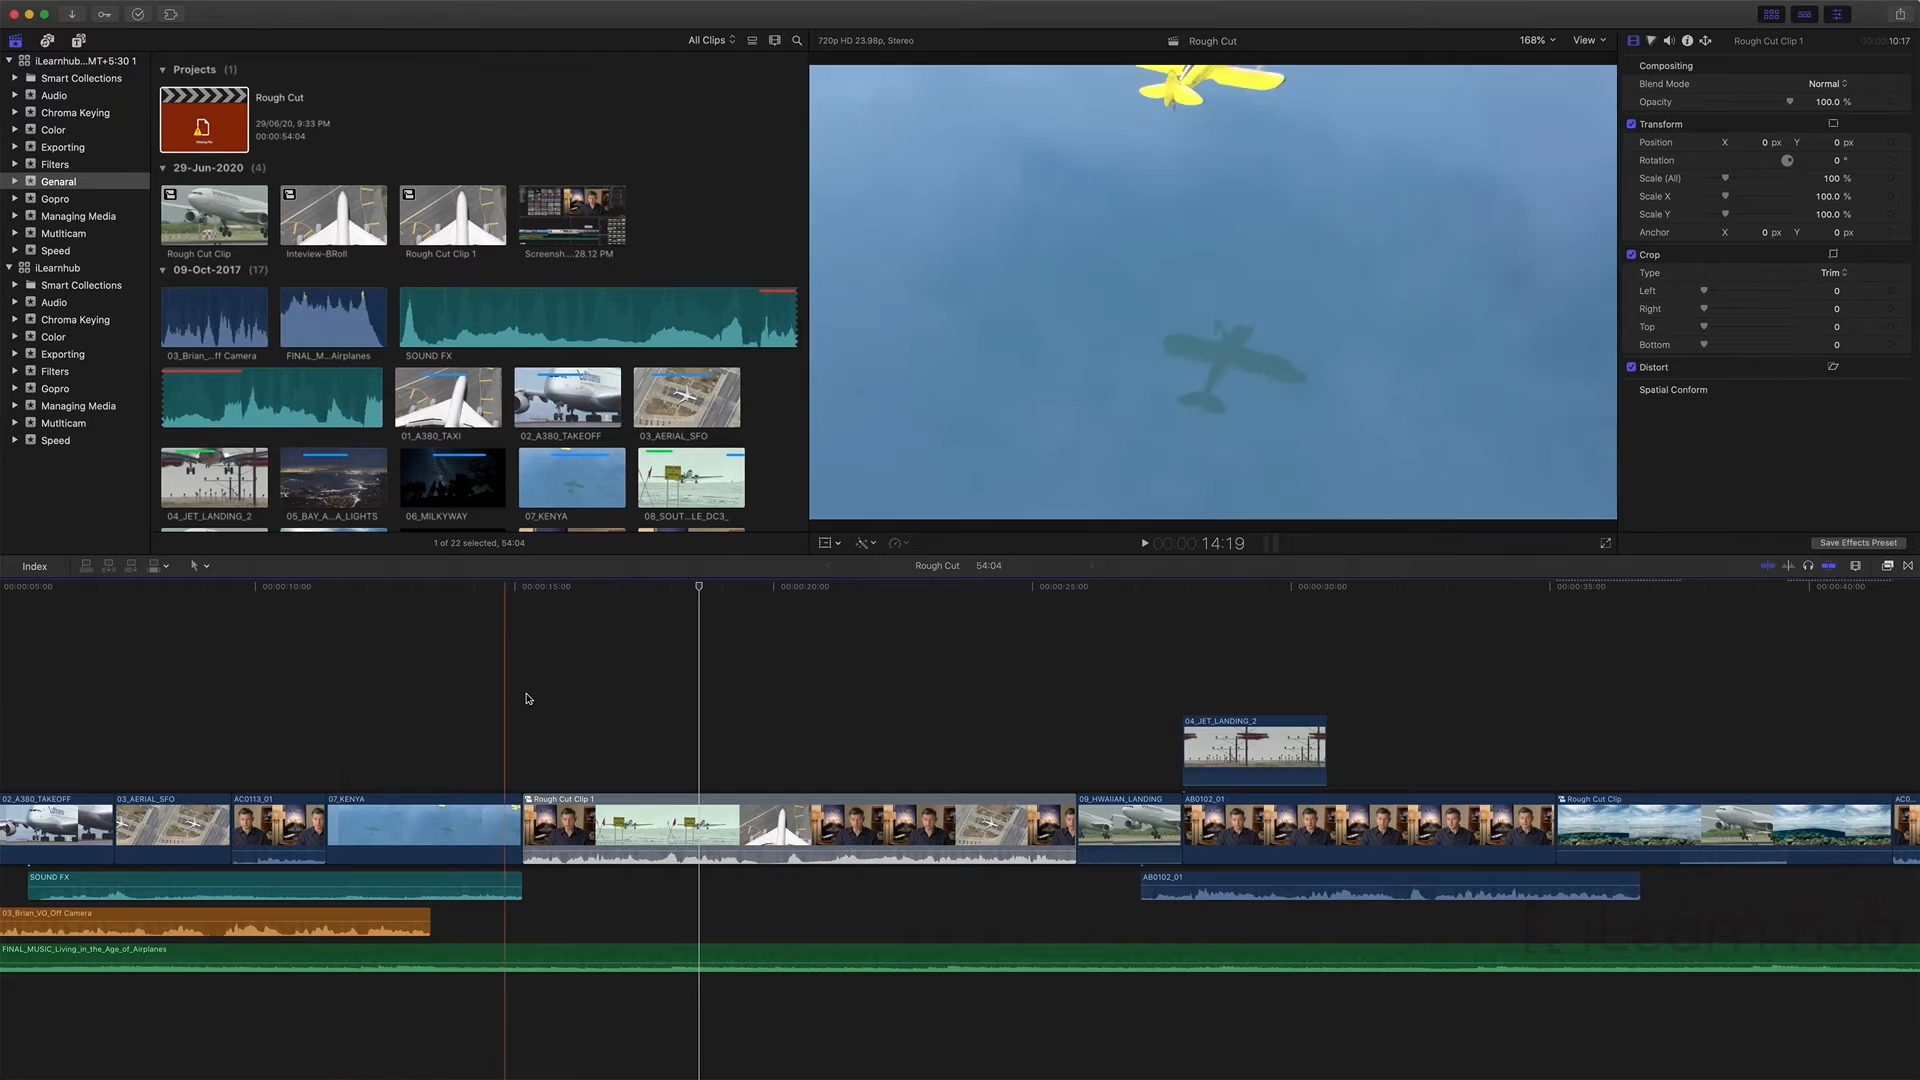 All Clips
720p HD 23.98p, Stereo
Rough Cut
168%
View
Rough Cut Clip 1
00:00:10:17
iLearnhub...MT+5:30 1
Smart Collections
Audio
Chroma Keying
Color
Exporting
Filters
Genaral
Gopro
Managing Media
Mutlticam
Speed
iLearnhub
Smart Collections
Audio
Chroma Keying
Color
Exporting
Filters
Gopro
Managing Media
Mutlticam
Speed
Projects (1)
Rough Cut
29/06/20, 9:33 PM
00:00:54:04
29-Jun-2020 (4)
Rough Cut Clip
Inteview-BRoll
Rough Cut Clip 1
Screensh....28.12 PM
09-Oct-2017 (17)
03_Brian_...ff Camera
FINAL_M...Airplanes
SOUND FX
01_A380_TAXI
02_A380_TAKEOFF
03_AERIAL_SFO
04_JET_LANDING_2
05_BAY_A...A_LIGHTS
06_MILKYWAY
07_KENYA
08_SOUT...LE_DC3_
1 of 22 selected, 54:04
00:00:14:19
Compositing
Blend Mode Normal
Opacity 100.0 %
Transform
Position X 0 px Y 0 px
Rotation 0 °
Scale (All) 100 %
Scale X 100.0 %
Scale Y 100.0 %
Anchor X 0 px Y 0 px
Crop
Type Trim
Left 0
Right 0
Top 0
Bottom 0
Distort
Spatial Conform
Save Effects Preset
Index
Rough Cut 54:04
00:00:05:00
00:00:10:00
00:00:15:00
00:00:20:00
00:00:25:00
00:00:30:00
00:00:35:00
00:00:40:00
04_JET_LANDING_2
02_A380_TAKEOFF
03_AERIAL_SFO
AC0113_01
07_KENYA
Rough Cut Clip 1
09_HWAIIAN_LANDING
AB0102_01
Rough Cut Clip
AC0...
SOUND FX
AB0102_01
03_Brian_VO_Off Camera
FINAL_MUSIC_Living_in_the_Age_of_Airplanes
iLearn hub